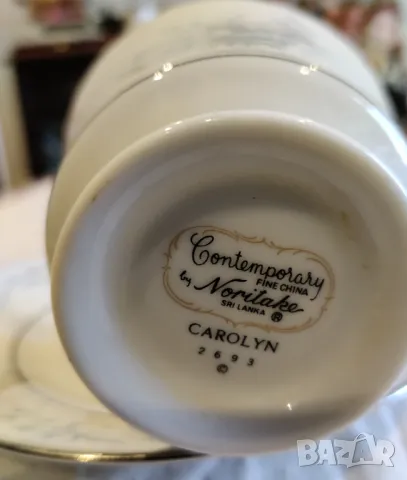 Contemporary
FINE CHINA
by Noritake ®
SRI LANKA
CAROLYN
2693
©
BAZAR